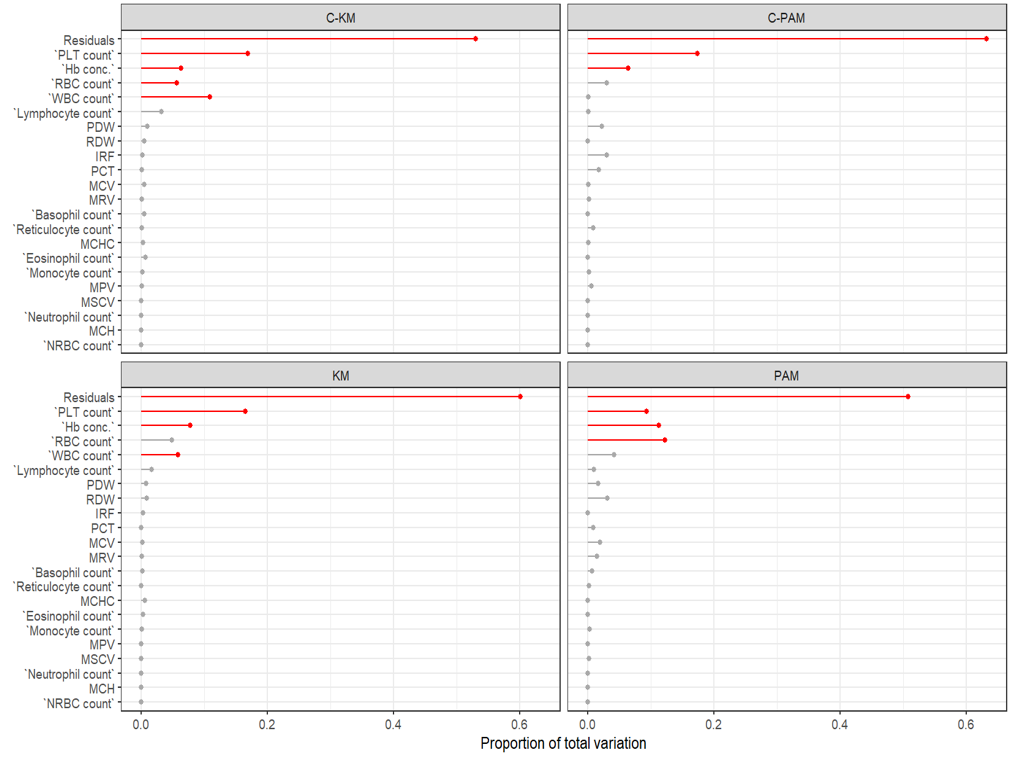 C-KM
C-PAM
Residuals
`PLT count`
`Hb conc.`
`RBC count`
`WBC count`
`Lymphocyte count`
PDW
RDW
IRF
PCT
MCV
MRV
`Basophil count`
`Reticulocyte count`
MCHC
`Eosinophil count`
`Monocyte count`
MPV
MSCV
`Neutrophil count`
MCH
`NRBC count`
KM
PAM
Residuals
`PLT count`
`Hb conc.`
`RBC count`
`WBC count`
`Lymphocyte count`
PDW
RDW
IRF
PCT
MCV
MRV
`Basophil count`
`Reticulocyte count`
MCHC
`Eosinophil count`
`Monocyte count`
MPV
MSCV
`Neutrophil count`
MCH
`NRBC count`
0.0 0.2 0.4 0.6 0.0 0.2 0.4 0.6
Proportion of total variation